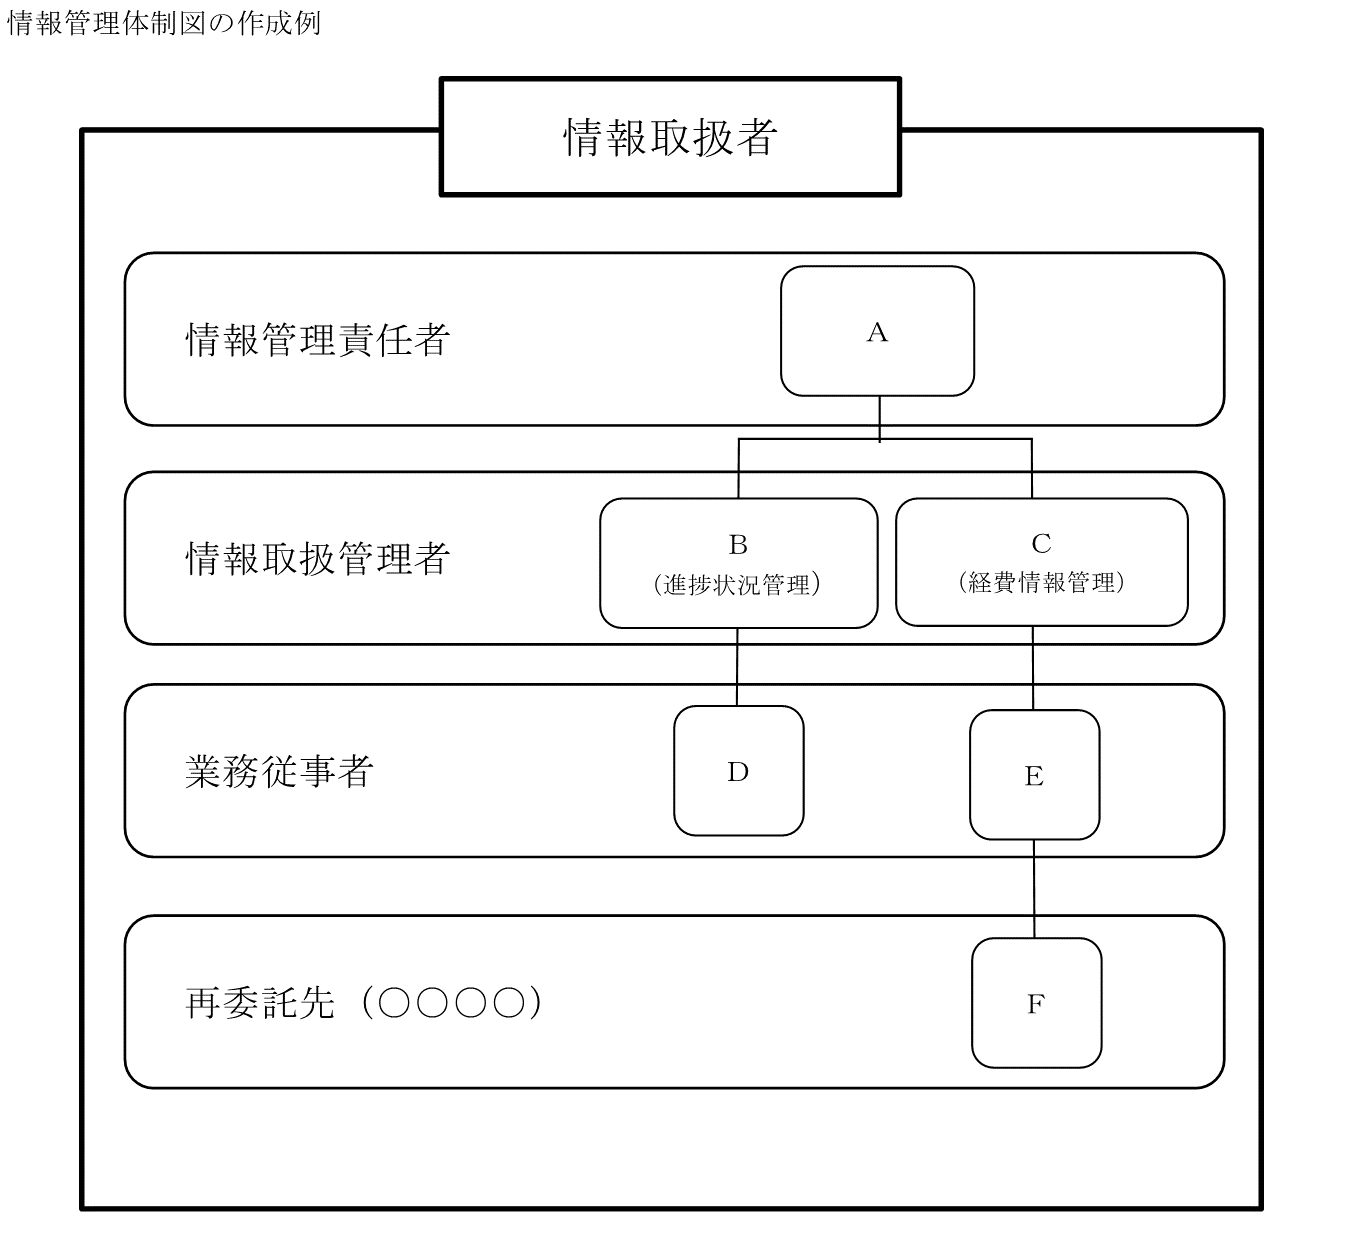 情報管理体制図の作成例
情報取扱者
情報管理責任者
A
情報取扱管理者
B
（進捗状況管理）
C
（経費情報管理）
業務従事者
D
E
再委託先（○○○○）
F